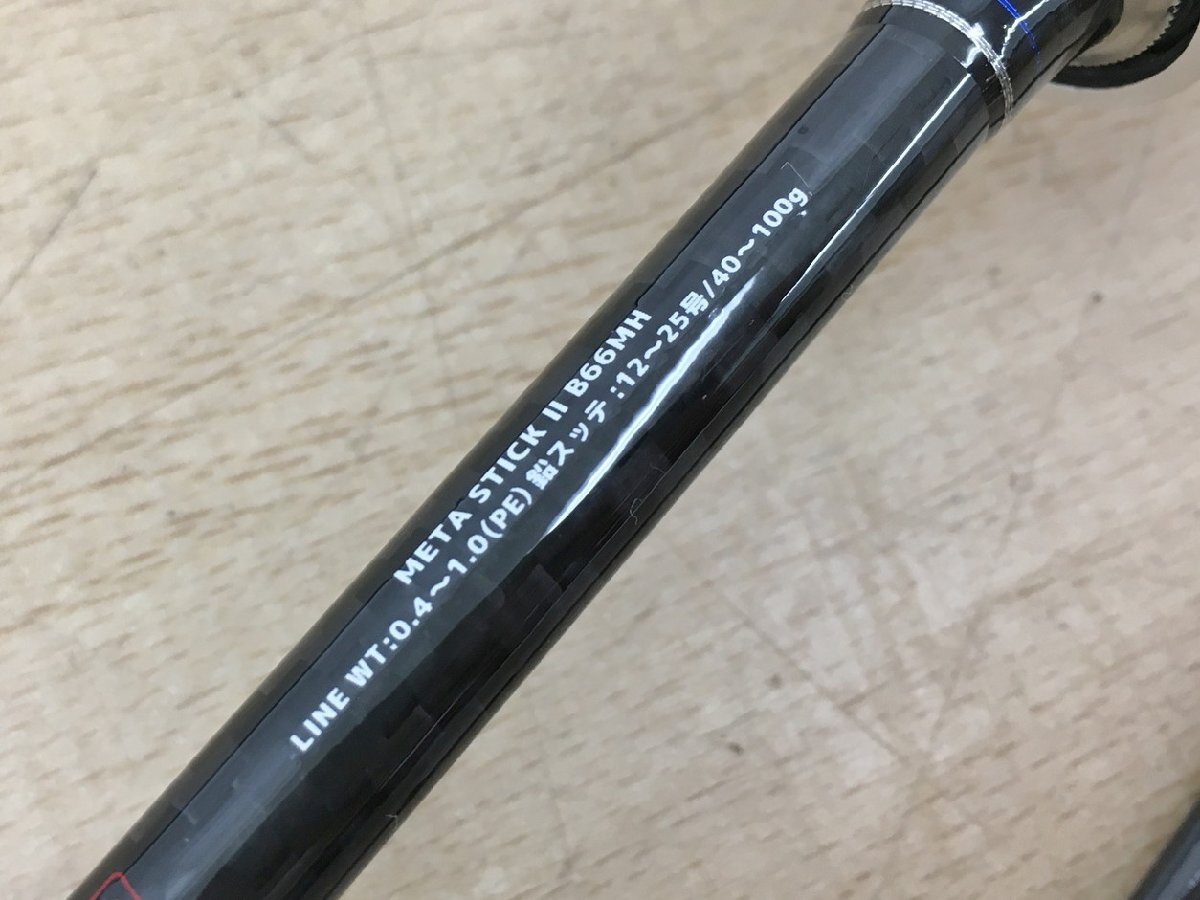 META STICK II B66MH
LINE WT:0.4～1.0(PE) 鉛スッテ:12～25号/40～100g